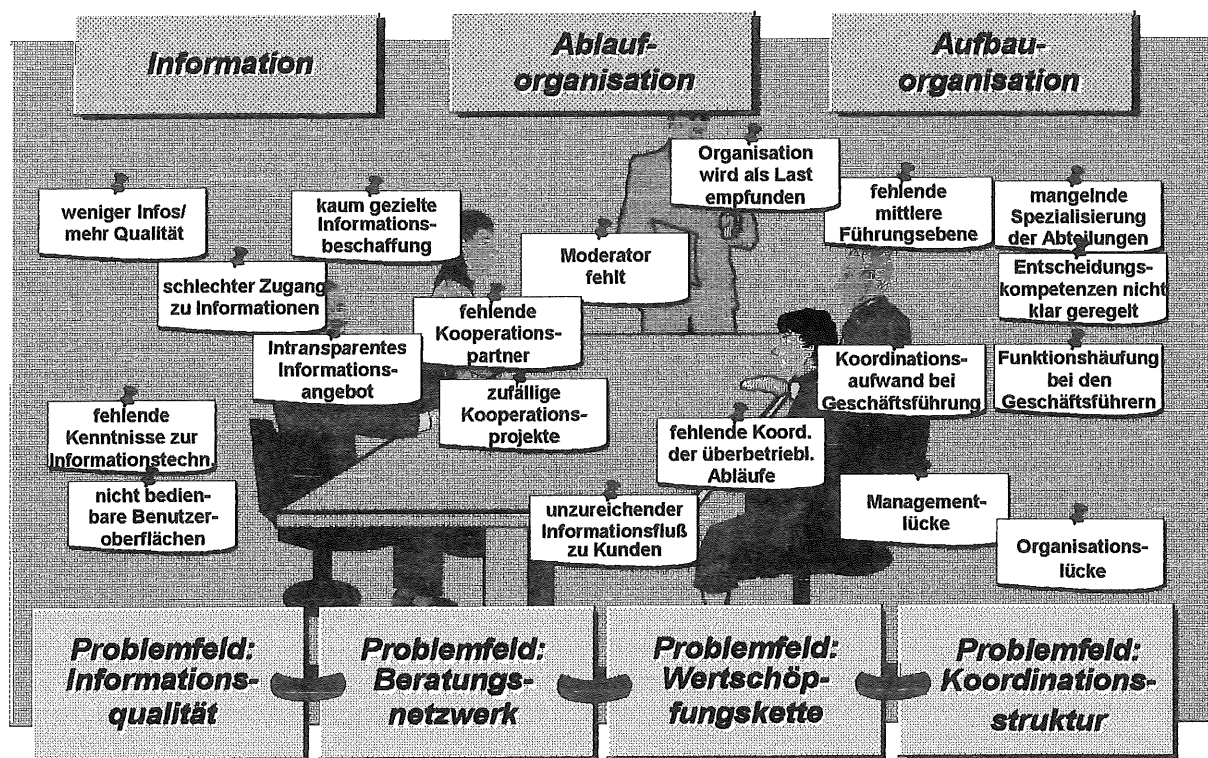 Information
Ablauf-
organisation
Aufbau-
organisation
weniger Infos/
mehr Qualität
kaum gezielte
Informations-
beschaffung
schlechter Zugang
zu Informationen
Intransparentes
Informations-
angebot
fehlende
Kenntnisse zur
Informationstechn.
nicht bedien-
bare Benutzer-
oberflächen
Organisation
wird als Last
empfunden
Moderator
fehlt
fehlende
Kooperations-
partner
zufällige
Kooperations-
projekte
fehlende Koord.
der überbetriebl.
Abläufe
unzureichender
Informationsfluß
zu Kunden
fehlende
mittlere
Führungsebene
mangelnde
Spezialisierung
der Abteilungen
Entscheidungs-
kompetenzen nicht
klar geregelt
Koordinations-
aufwand bei
Geschäftsführung
Funktionshäufung
bei den
Geschäftsführern
Management-
lücke
Organisations-
lücke
Problemfeld:
Informations-
qualität
Problemfeld:
Beratungs-
netzwerk
Problemfeld:
Wertschöp-
fungskette
Problemfeld:
Koordinations-
struktur